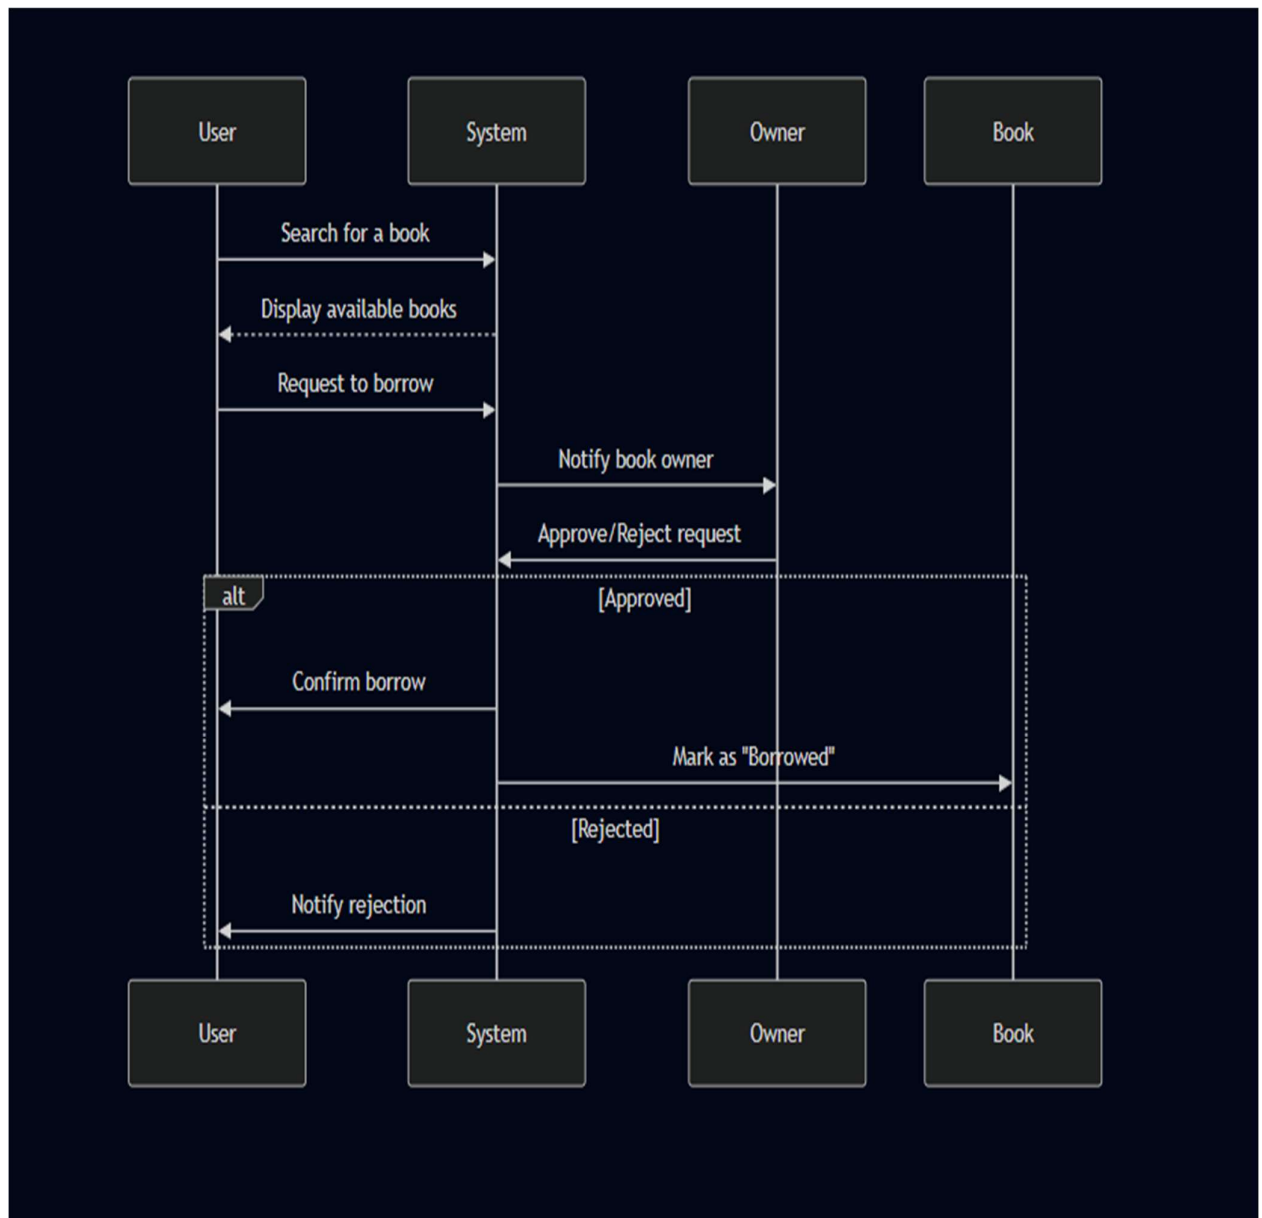 User
System
Owner
Book
Search for a book
Display available books
Request to borrow
Notify book owner
Approve/Reject request
alt
[Approved]
Confirm borrow
Mark as "Borrowed"
[Rejected]
Notify rejection
User
System
Owner
Book